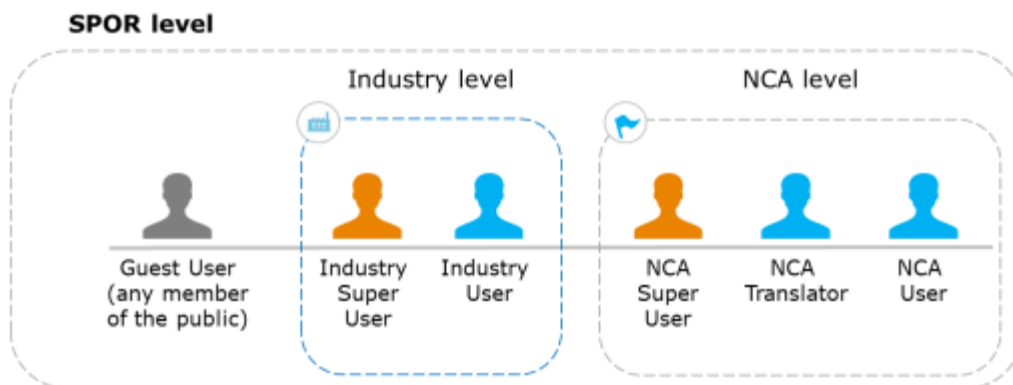 SPOR level
Industry level
NCA level
Guest User
(any member
of the public)
Industry
Super
User
Industry
User
NCA
Super
User
NCA
Translator
NCA
User